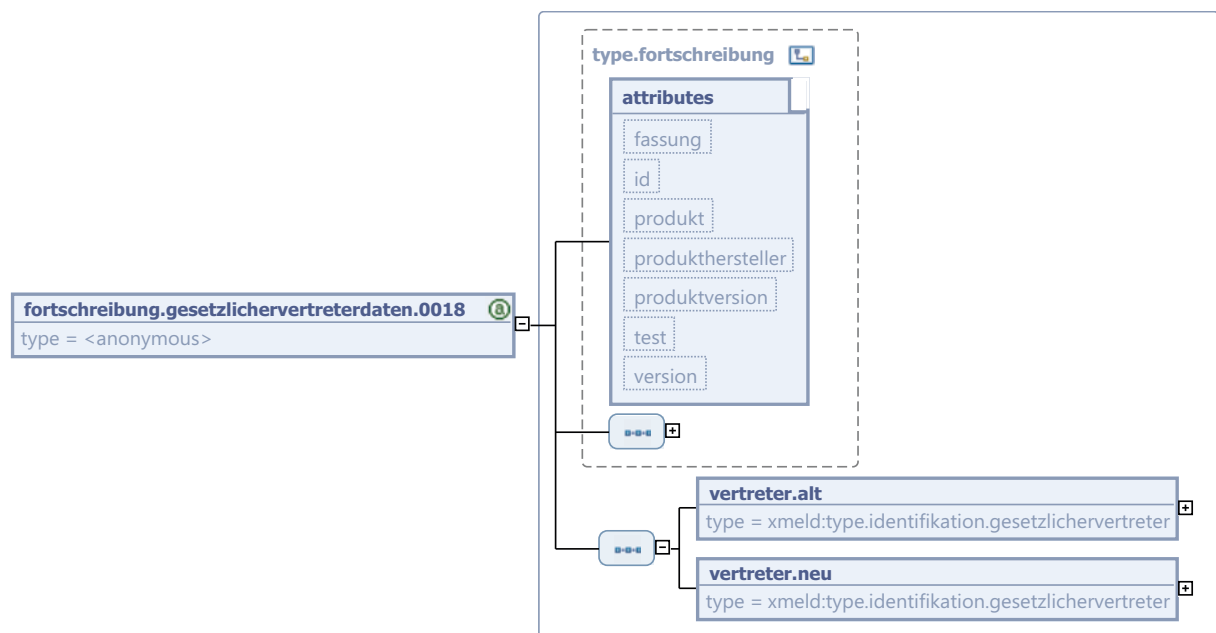 type.fortschreibung
attributes
fassung
id
produkt
produkthersteller
produktversion
test
version
fortschreibung.gesetzlichervertreterdaten.0018
type = <anonymous>
vertreter.alt
type = xmeld:type.identifikation.gesetzlichervertreter
vertreter.neu
type = xmeld:type.identifikation.gesetzlichervertreter